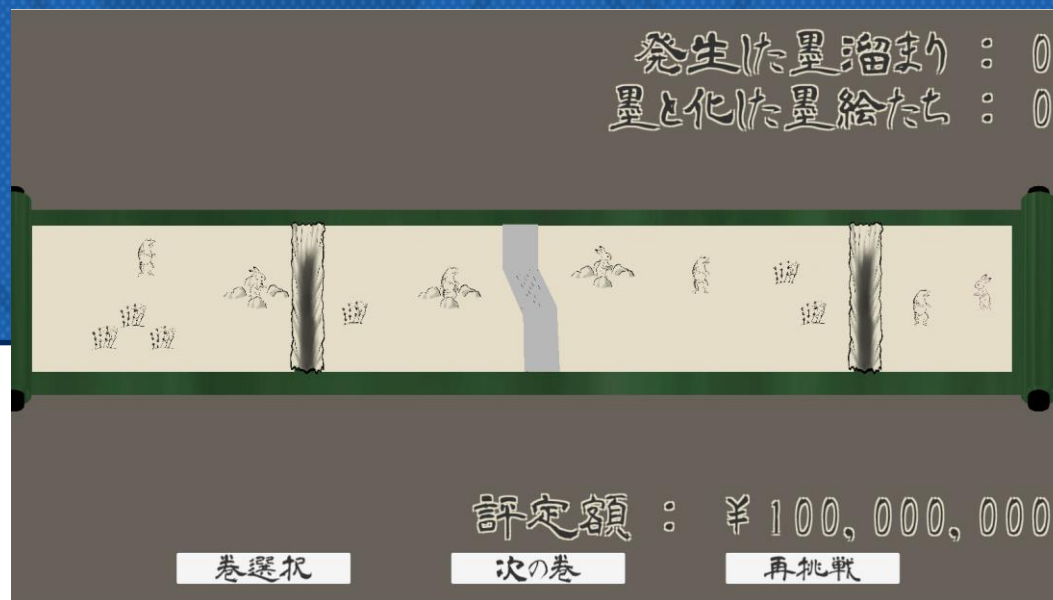 発生した墨溜まり : 0
墨と化した墨絵たち : 0
評定額 : ¥100,000,000
巻選択
次の巻
再挑戦